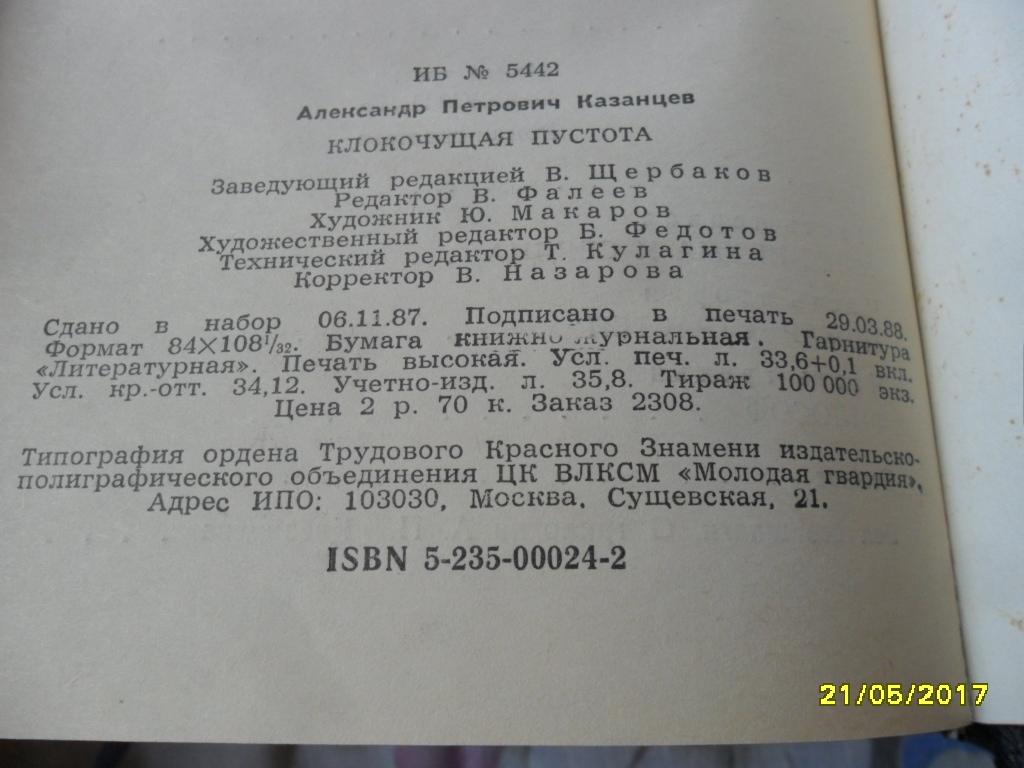 ИБ № 5442
Александр Петрович Казанцев
КЛОКОЧУЩАЯ ПУСТОТА
Заведующий редакцией В. Щербаков
Редактор В. Фалеев
Художник Ю. Макаров
Художественный редактор Б. Федотов
Технический редактор Т. Кулагина
Корректор В. Назарова
Сдано в набор 06.11.87. Подписано в печать 29.03.88.
Формат 84×108¹/₃₂. Бумага книжно-журнальная. Гарнитура
«Литературная». Печать высокая. Усл. печ. л. 33,6+0,1 вкл.
Усл. кр.-отт. 34,12. Учетно-изд. л. 35,8. Тираж 100 000 экз.
Цена 2 р. 70 к. Заказ 2308.
Типография ордена Трудового Красного Знамени издательско-
полиграфического объединения ЦК ВЛКСМ «Молодая гвардия».
Адрес ИПО: 103030, Москва, Сущевская, 21.
ISBN 5-235-00024-2
21/05/2017